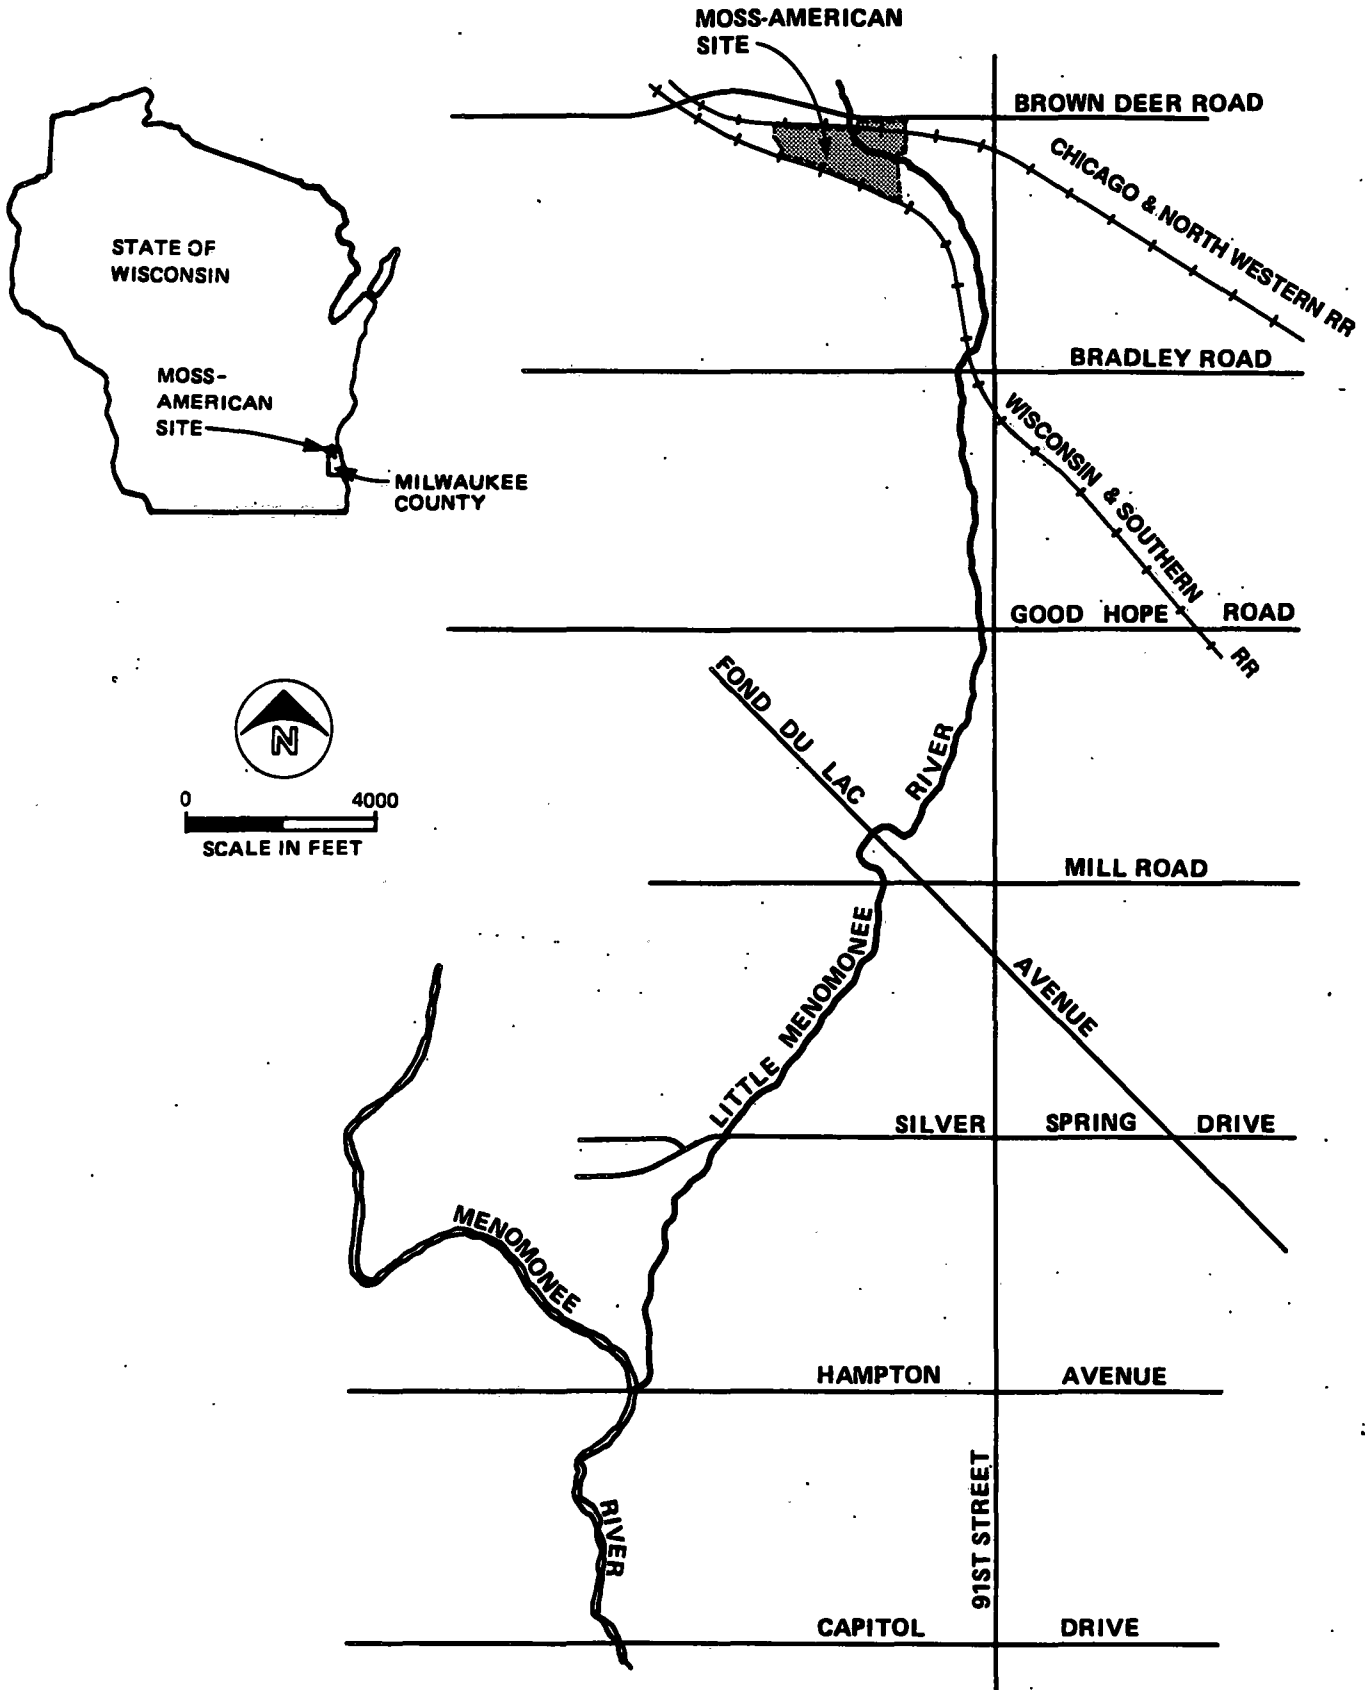 MOSS-AMERICAN
SITE
BROWN DEER ROAD
CHICAGO & NORTH WESTERN RR
STATE OF
WISCONSIN
BRADLEY ROAD
MOSS-
AMERICAN
SITE
WISCONSIN & SOUTHERN RR
MILWAUKEE
COUNTY
GOOD HOPE ROAD
FOND DU LAC AVENUE
N
0 4000
SCALE IN FEET
MILL ROAD
LITTLE MENOMONEE RIVER
SILVER SPRING DRIVE
MENOMONEE RIVER
HAMPTON AVENUE
91ST STREET
CAPITOL DRIVE